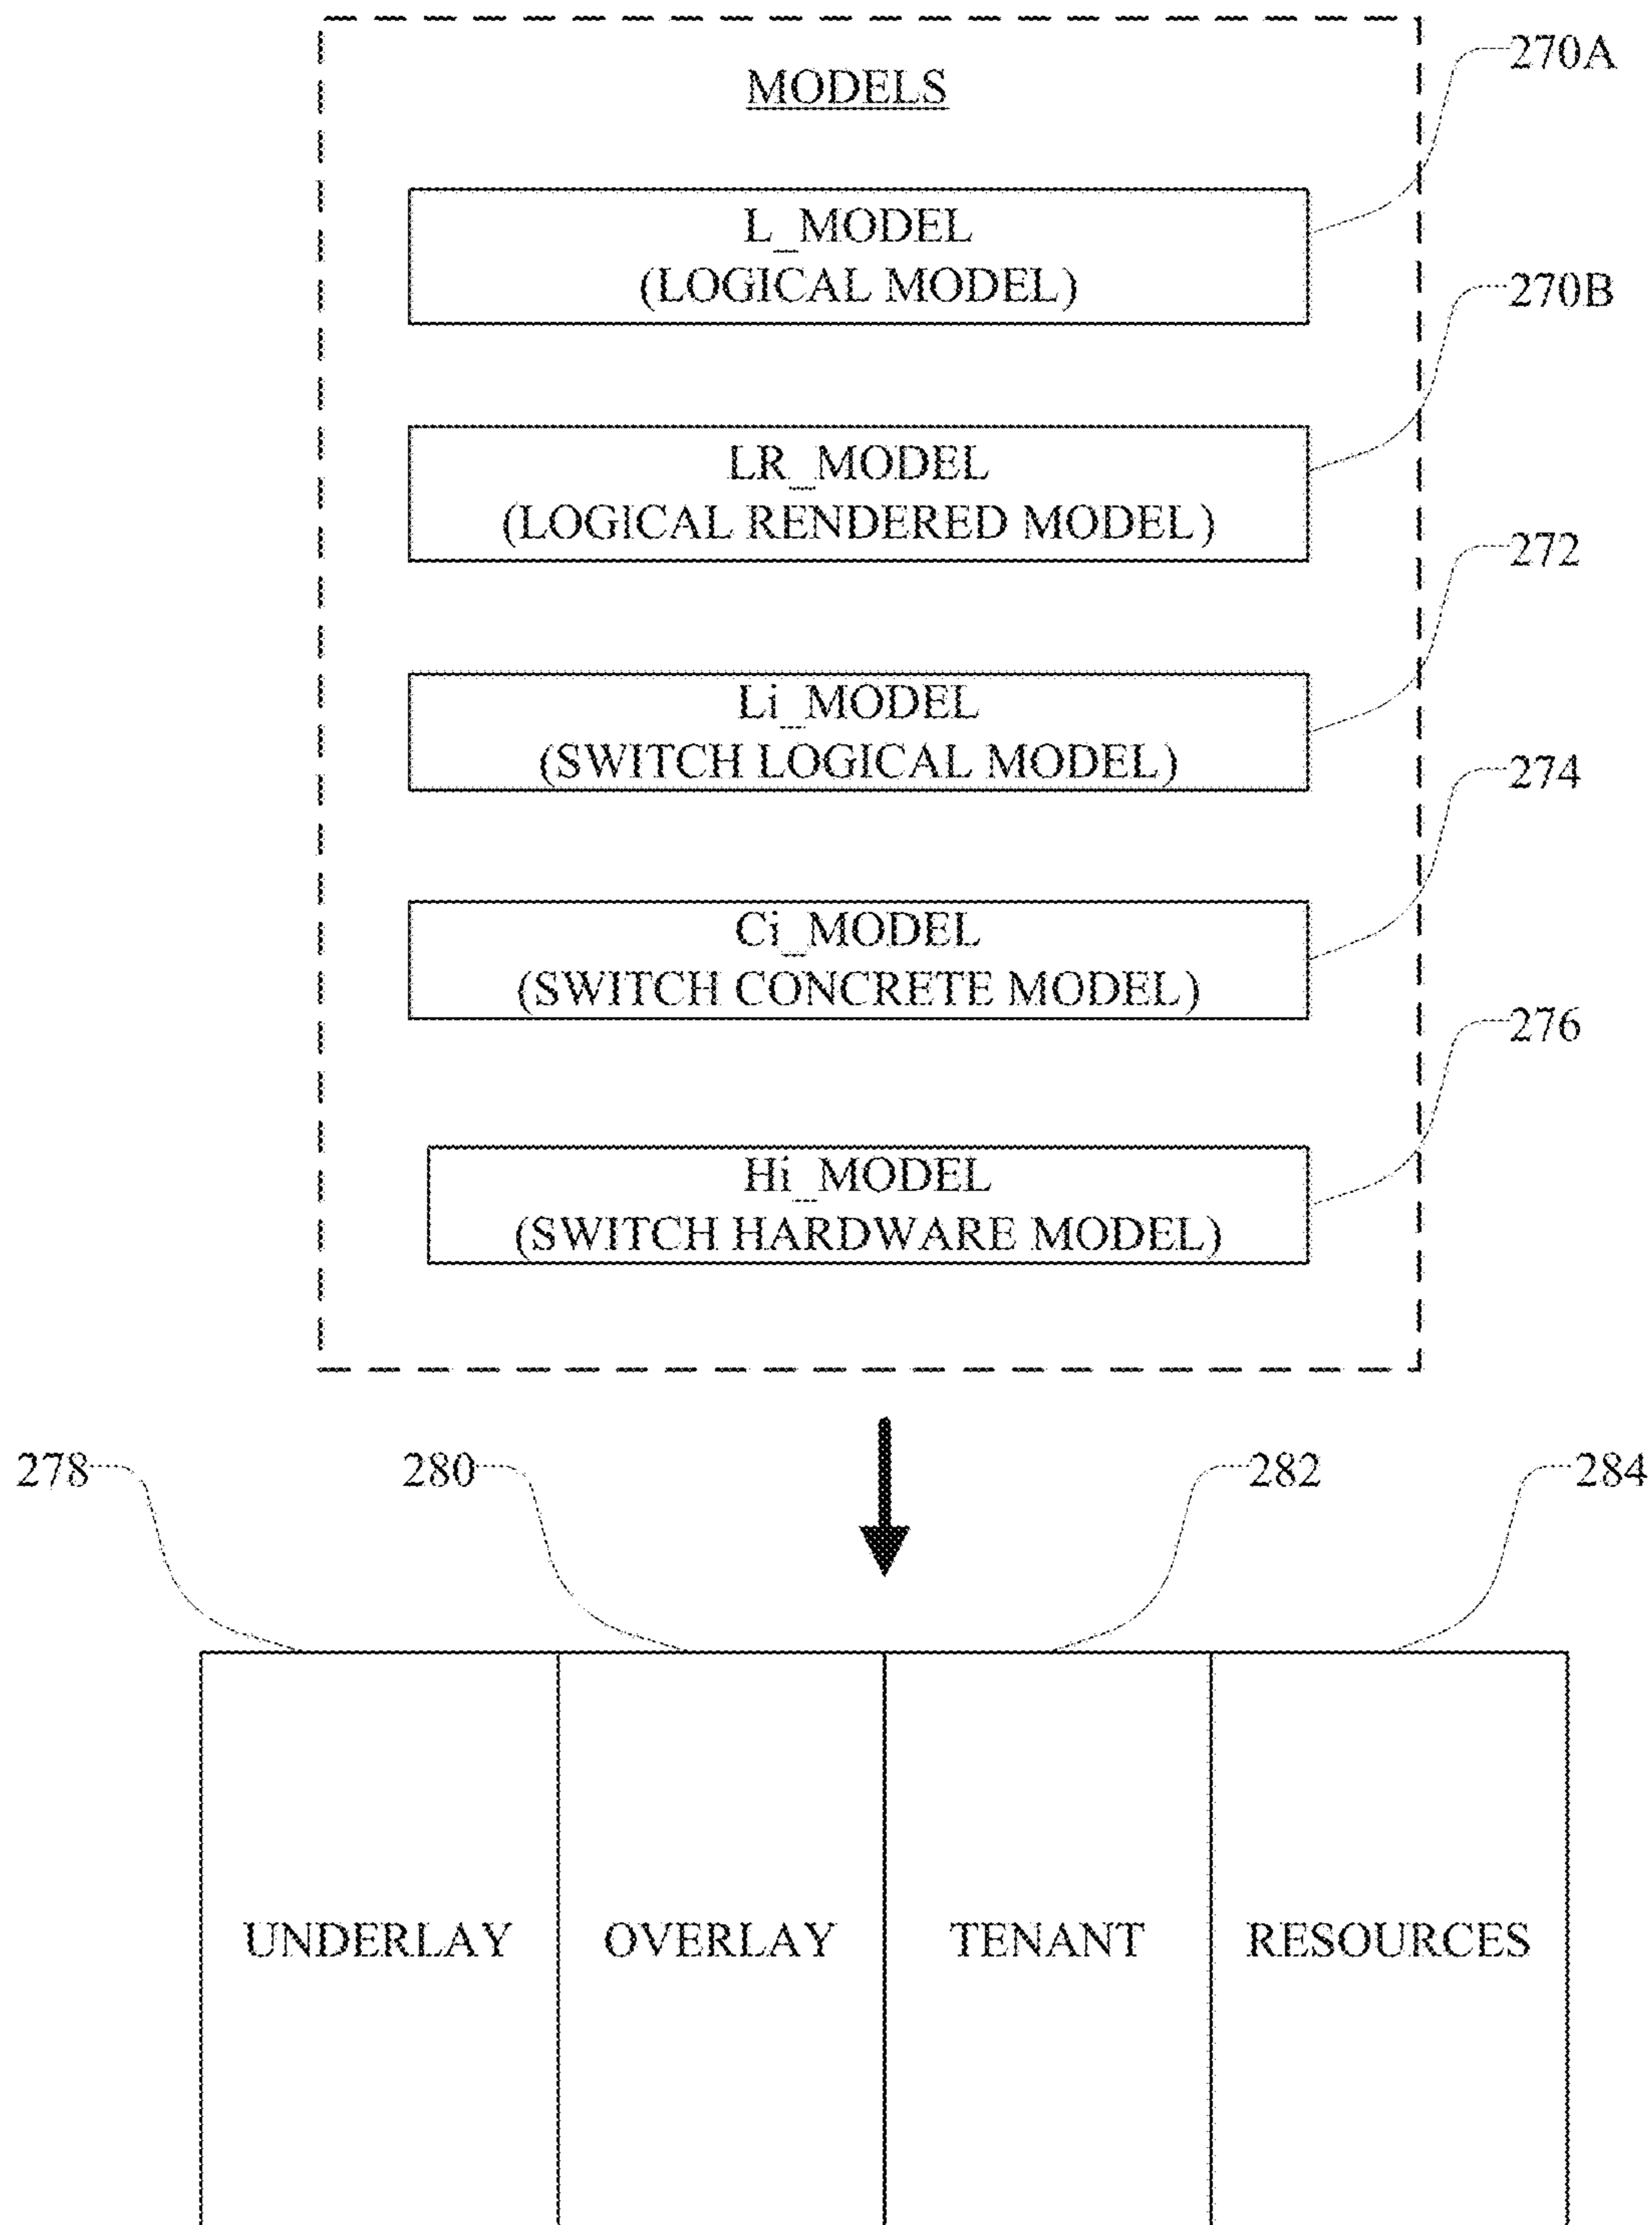 MODELS
270A
L_MODEL
(LOGICAL MODEL)
270B
LR_MODEL
(LOGICAL RENDERED MODEL)
272
Li_MODEL
(SWITCH LOGICAL MODEL)
274
Ci_MODEL
(SWITCH CONCRETE MODEL)
276
Hi_MODEL
(SWITCH HARDWARE MODEL)
278 280 282 284
UNDERLAY OVERLAY TENANT RESOURCES